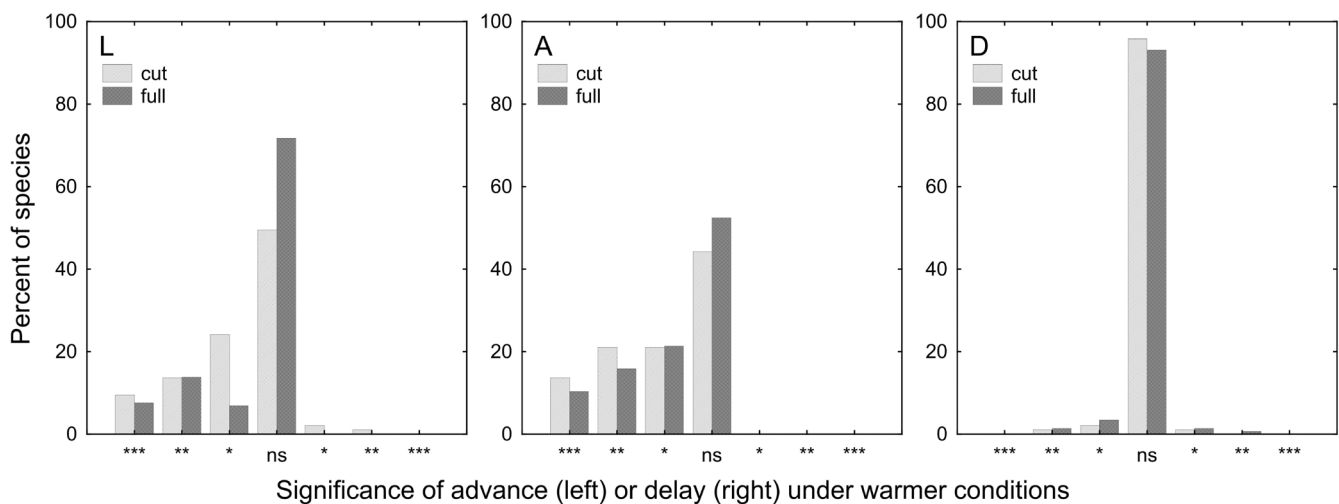 Percent of species
L
cut
full
100
80
60
40
20
0
*** ** * ns * ** ***
A
cut
full
100
80
60
40
20
0
*** ** * ns * ** ***
D
cut
full
100
80
60
40
20
0
*** ** * ns * ** ***
Significance of advance (left) or delay (right) under warmer conditions